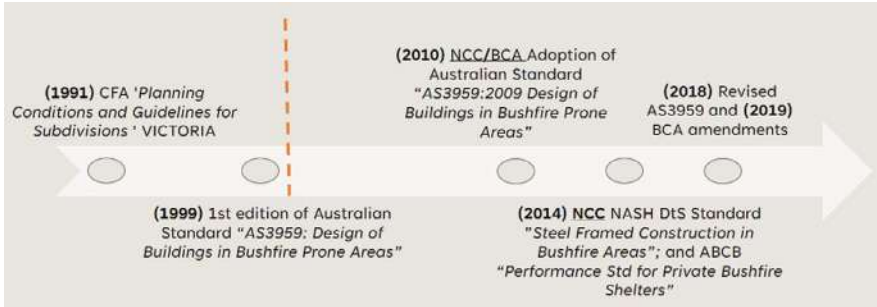 (1991) CFA 'Planning
Conditions and Guidelines for
Subdivisions ' VICTORIA
(2010) NCC/BCA Adoption of
Australian Standard
“AS3959:2009 Design of
Buildings in Bushfire Prone
Areas”
(2018) Revised
AS3959 and (2019)
BCA amendments
(1999) 1st edition of Australian
Standard “AS3959: Design of
Buildings in Bushfire Prone Areas”
(2014) NCC NASH DtS Standard
"Steel Framed Construction in
Bushfire Areas”; and ABCB
“Performance Std for Private Bushfire
Shelters”